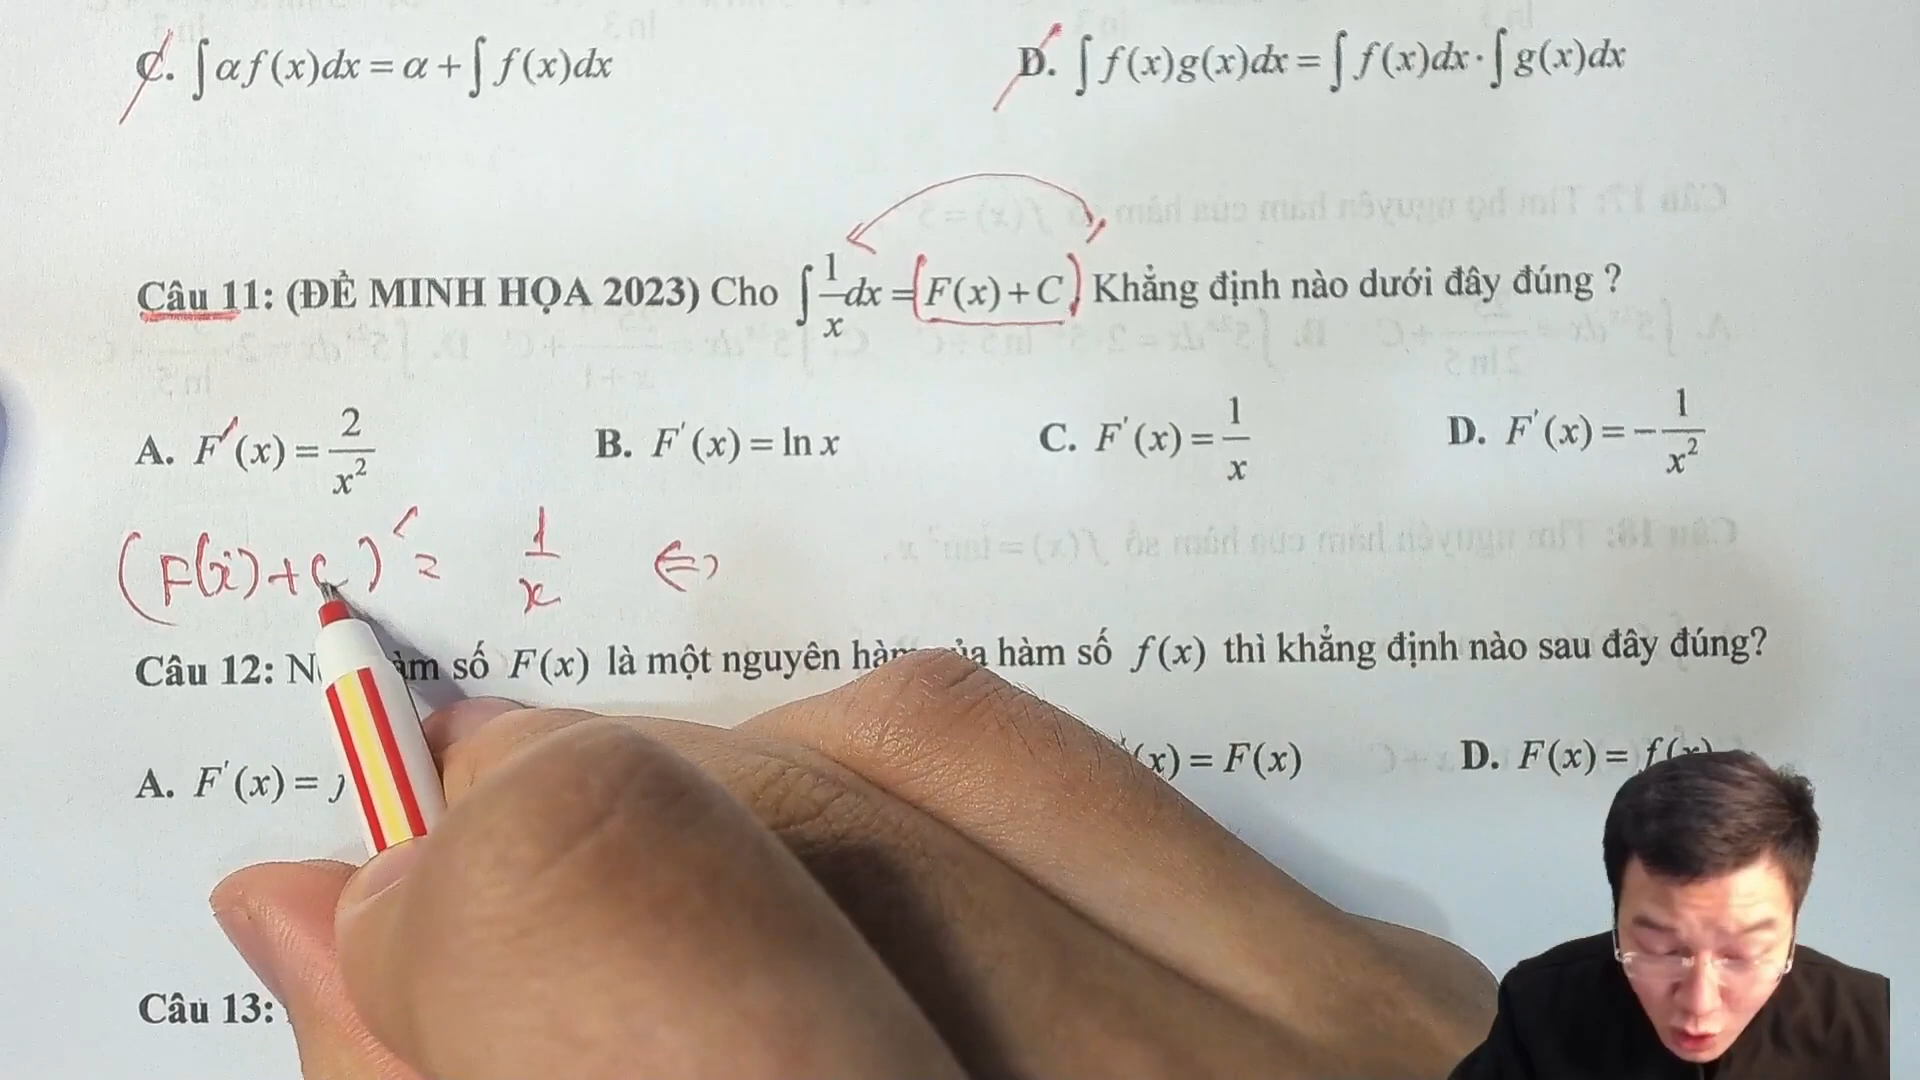 C. ∫αf(x)dx = α + ∫f(x)dx D. ∫f(x)g(x)dx = ∫f(x)dx·∫g(x)dx
Câu 11: (ĐỀ MINH HỌA 2023) Cho ∫1/x dx = (F(x)+C) Khẳng định nào dưới đây đúng ?
A. F'(x) = 2/x² B. F'(x) = ln x C. F'(x) = 1/x D. F'(x) = -1/x²
(F(x)+C)' = 1/x ⇔
Câu 12: số F(x) là một nguyên hàm hàm số f(x) thì khẳng định nào sau đây đúng?
A. F'(x) = (x) = F(x) D. F(x) = f(x)
Câu 13: